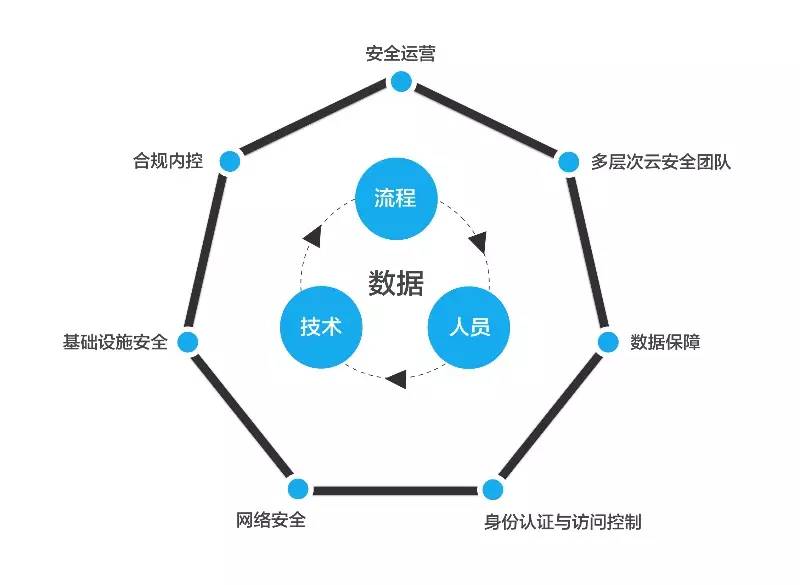 安全运营
合规内控
多层次云安全团队
流程
数据
技术
人员
基础设施安全
数据保障
网络安全
身份认证与访问控制